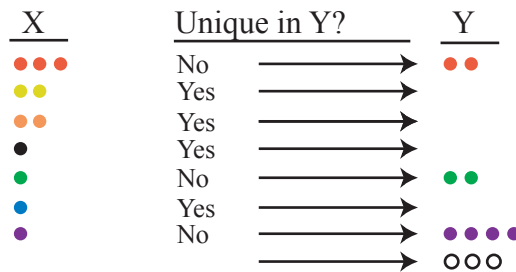 X Unique in Y? Y
No
Yes
Yes
Yes
No
Yes
No